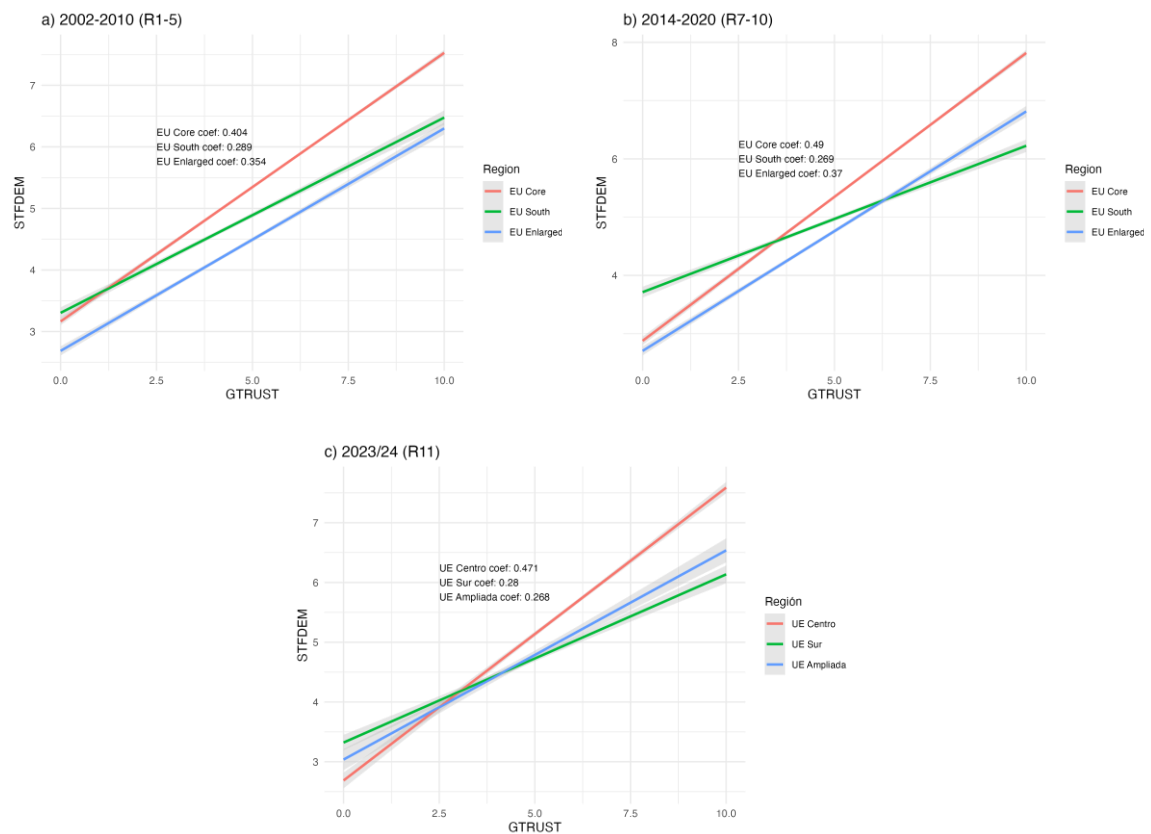 a) 2002-2010 (R1-5)
7
6
5
4
3
STFDEM
EU Core coef: 0.404
EU South coef: 0.289
EU Enlarged coef: 0.354
0.0 2.5 5.0 7.5 10.0
GTRUST
Region
EU Core
EU South
EU Enlarged
b) 2014-2020 (R7-10)
8
6
4
STFDEM
EU Core coef: 0.49
EU South coef: 0.269
EU Enlarged coef: 0.37
0.0 2.5 5.0 7.5 10.0
GTRUST
Region
EU Core
EU South
EU Enlarged
c) 2023/24 (R11)
7
6
5
4
3
STFDEM
UE Centro coef: 0.471
UE Sur coef: 0.28
UE Ampliada coef: 0.268
0.0 2.5 5.0 7.5 10.0
GTRUST
Región
UE Centro
UE Sur
UE Ampliada